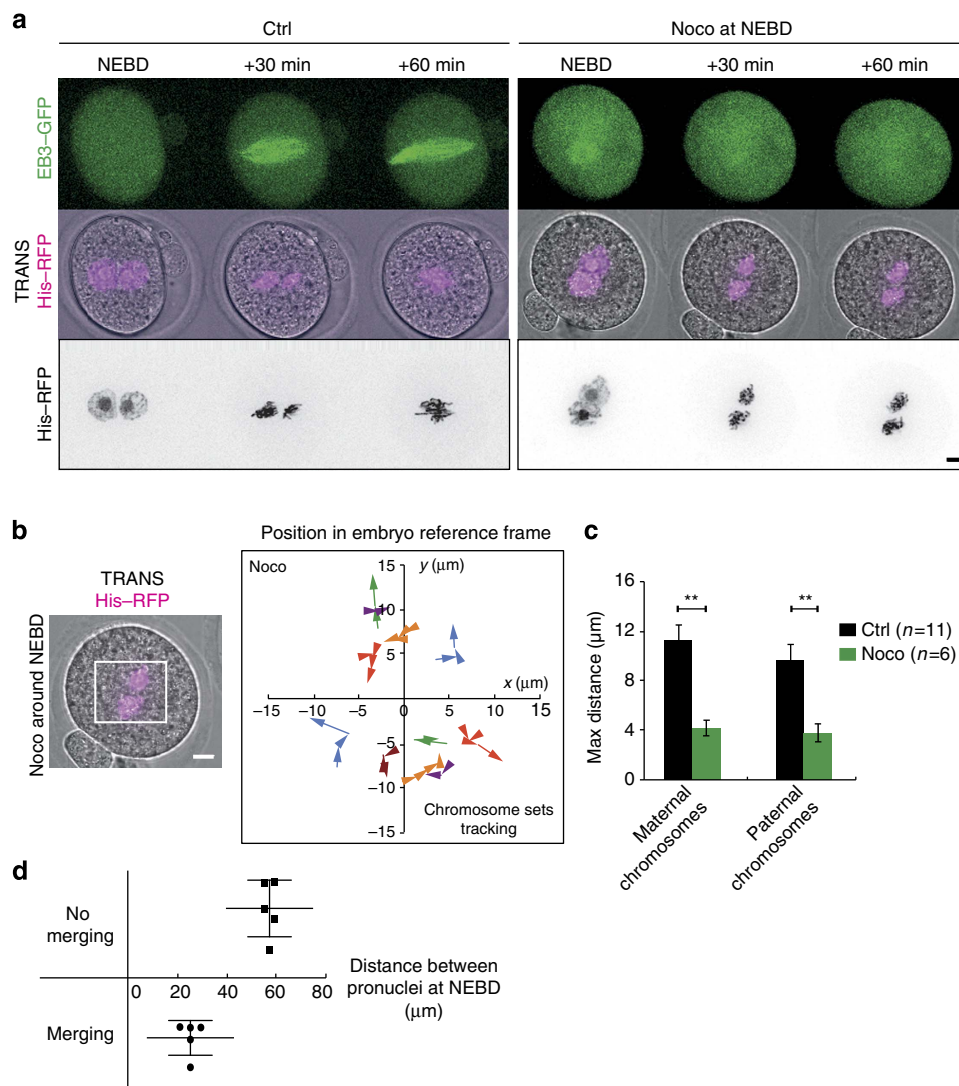 a
Ctrl
Noco at NEBD
NEBD
+30 min
+60 min
NEBD
+30 min
+60 min
EB3–GFP
TRANS
His–RFP
His–RFP
b
TRANS
His–RFP
Noco around NEBD
Position in embryo reference frame
Noco
y (µm)
15
10
5
x (µm)
−15
−10
−5
0
5
10
15
−5
−10
−15
Chromosome sets
tracking
c
Max distance (µm)
16
12
8
4
0
**
**
Ctrl (n=11)
Noco (n=6)
Maternal
chromosomes
Paternal
chromosomes
d
No
merging
Merging
0
20
40
60
80
Distance between
pronuclei at NEBD
(µm)